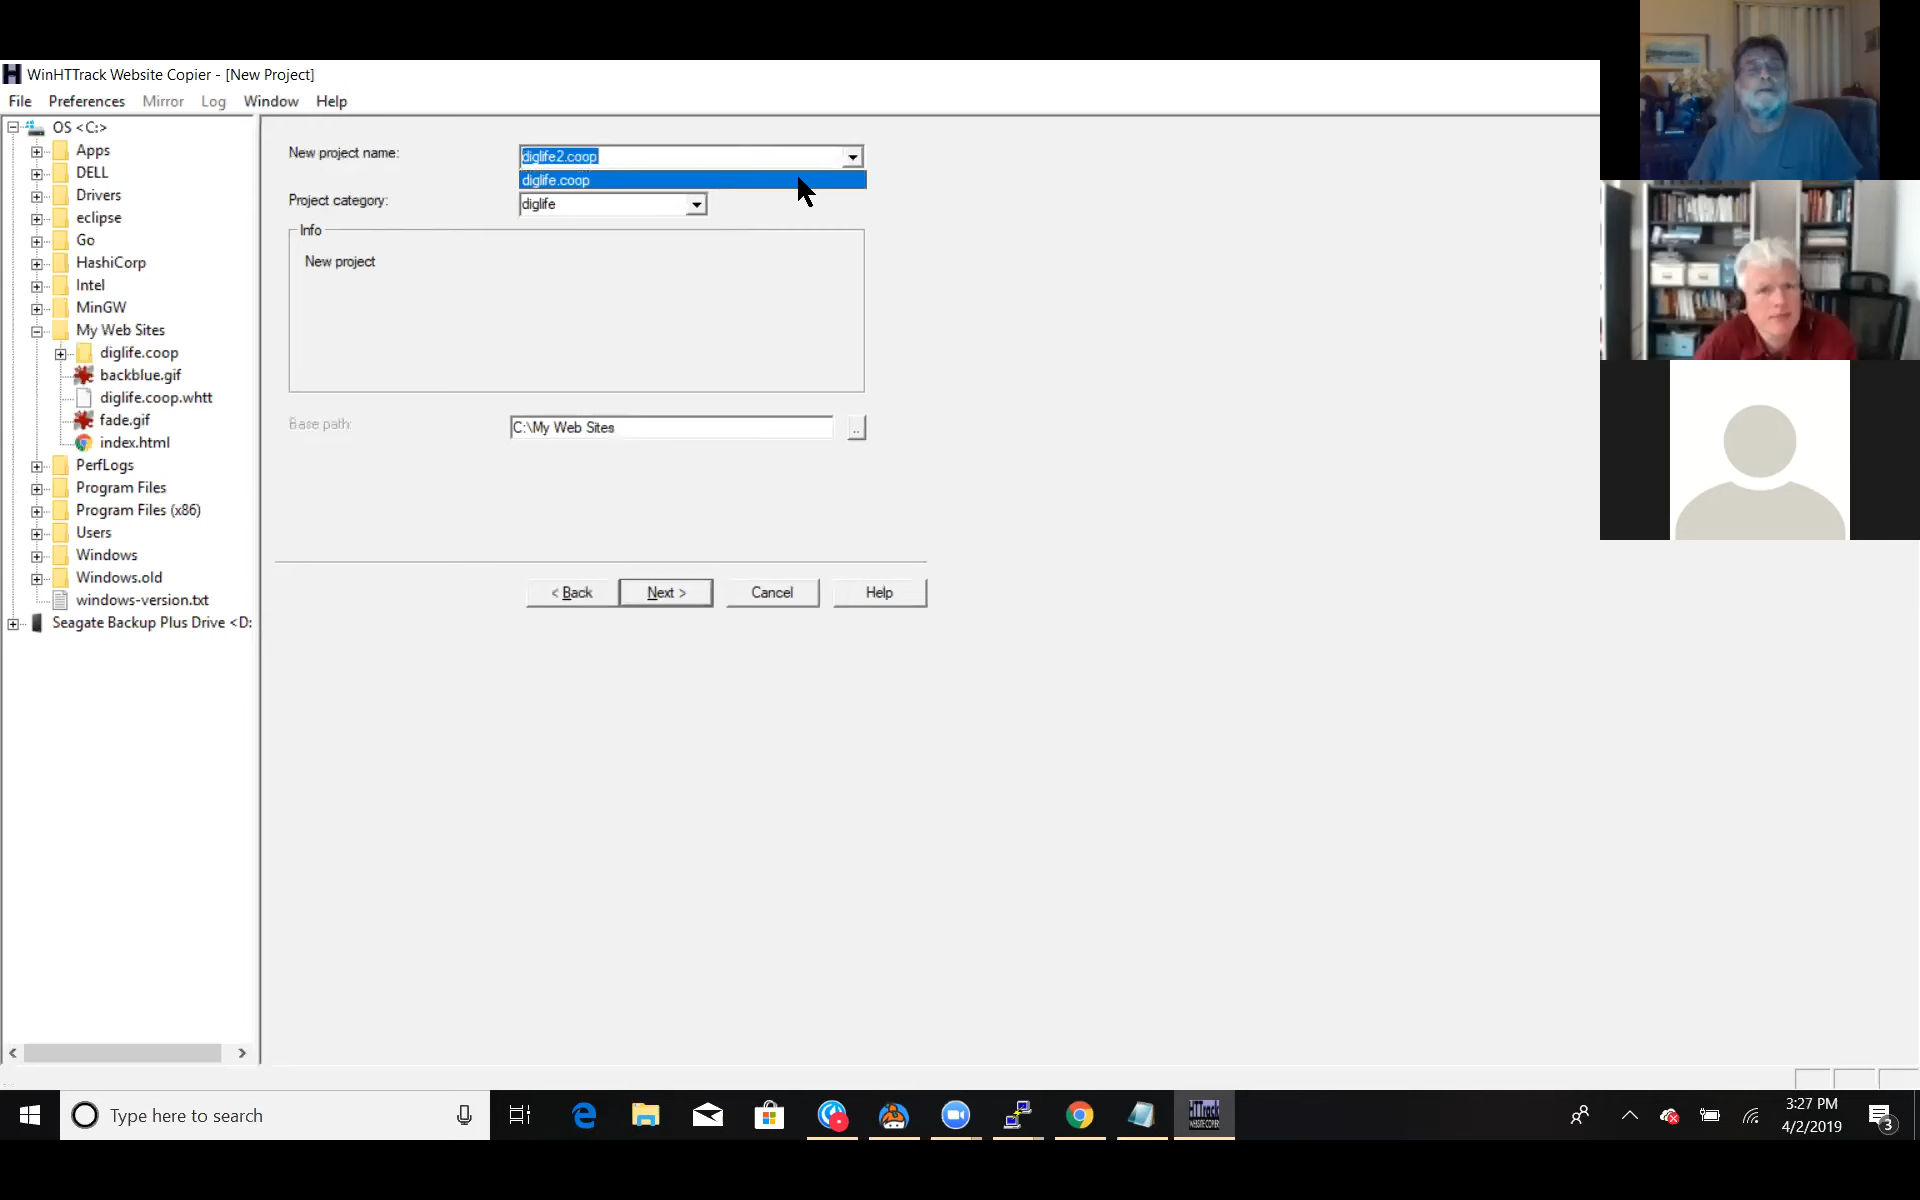 WinHTTrack Website Copier - [New Project]
File Preferences Mirror Log Window Help
OS <C:>
Apps
DELL
Drivers
eclipse
Go
HashiCorp
Intel
MinGW
My Web Sites
diglife.coop
backblue.gif
diglife.coop.whtt
fade.gif
index.html
PerfLogs
Program Files
Program Files (x86)
Users
Windows
Windows.old
windows-version.txt
Seagate Backup Plus Drive <D:
New project name:
diglife2.coop
diglife.coop
Project category:
diglife
Info
New project
Base path:
C:\My Web Sites
..
< Back
Next >
Cancel
Help
Type here to search
HTTrack
WEBSITE COPIER
3:27 PM
4/2/2019
3